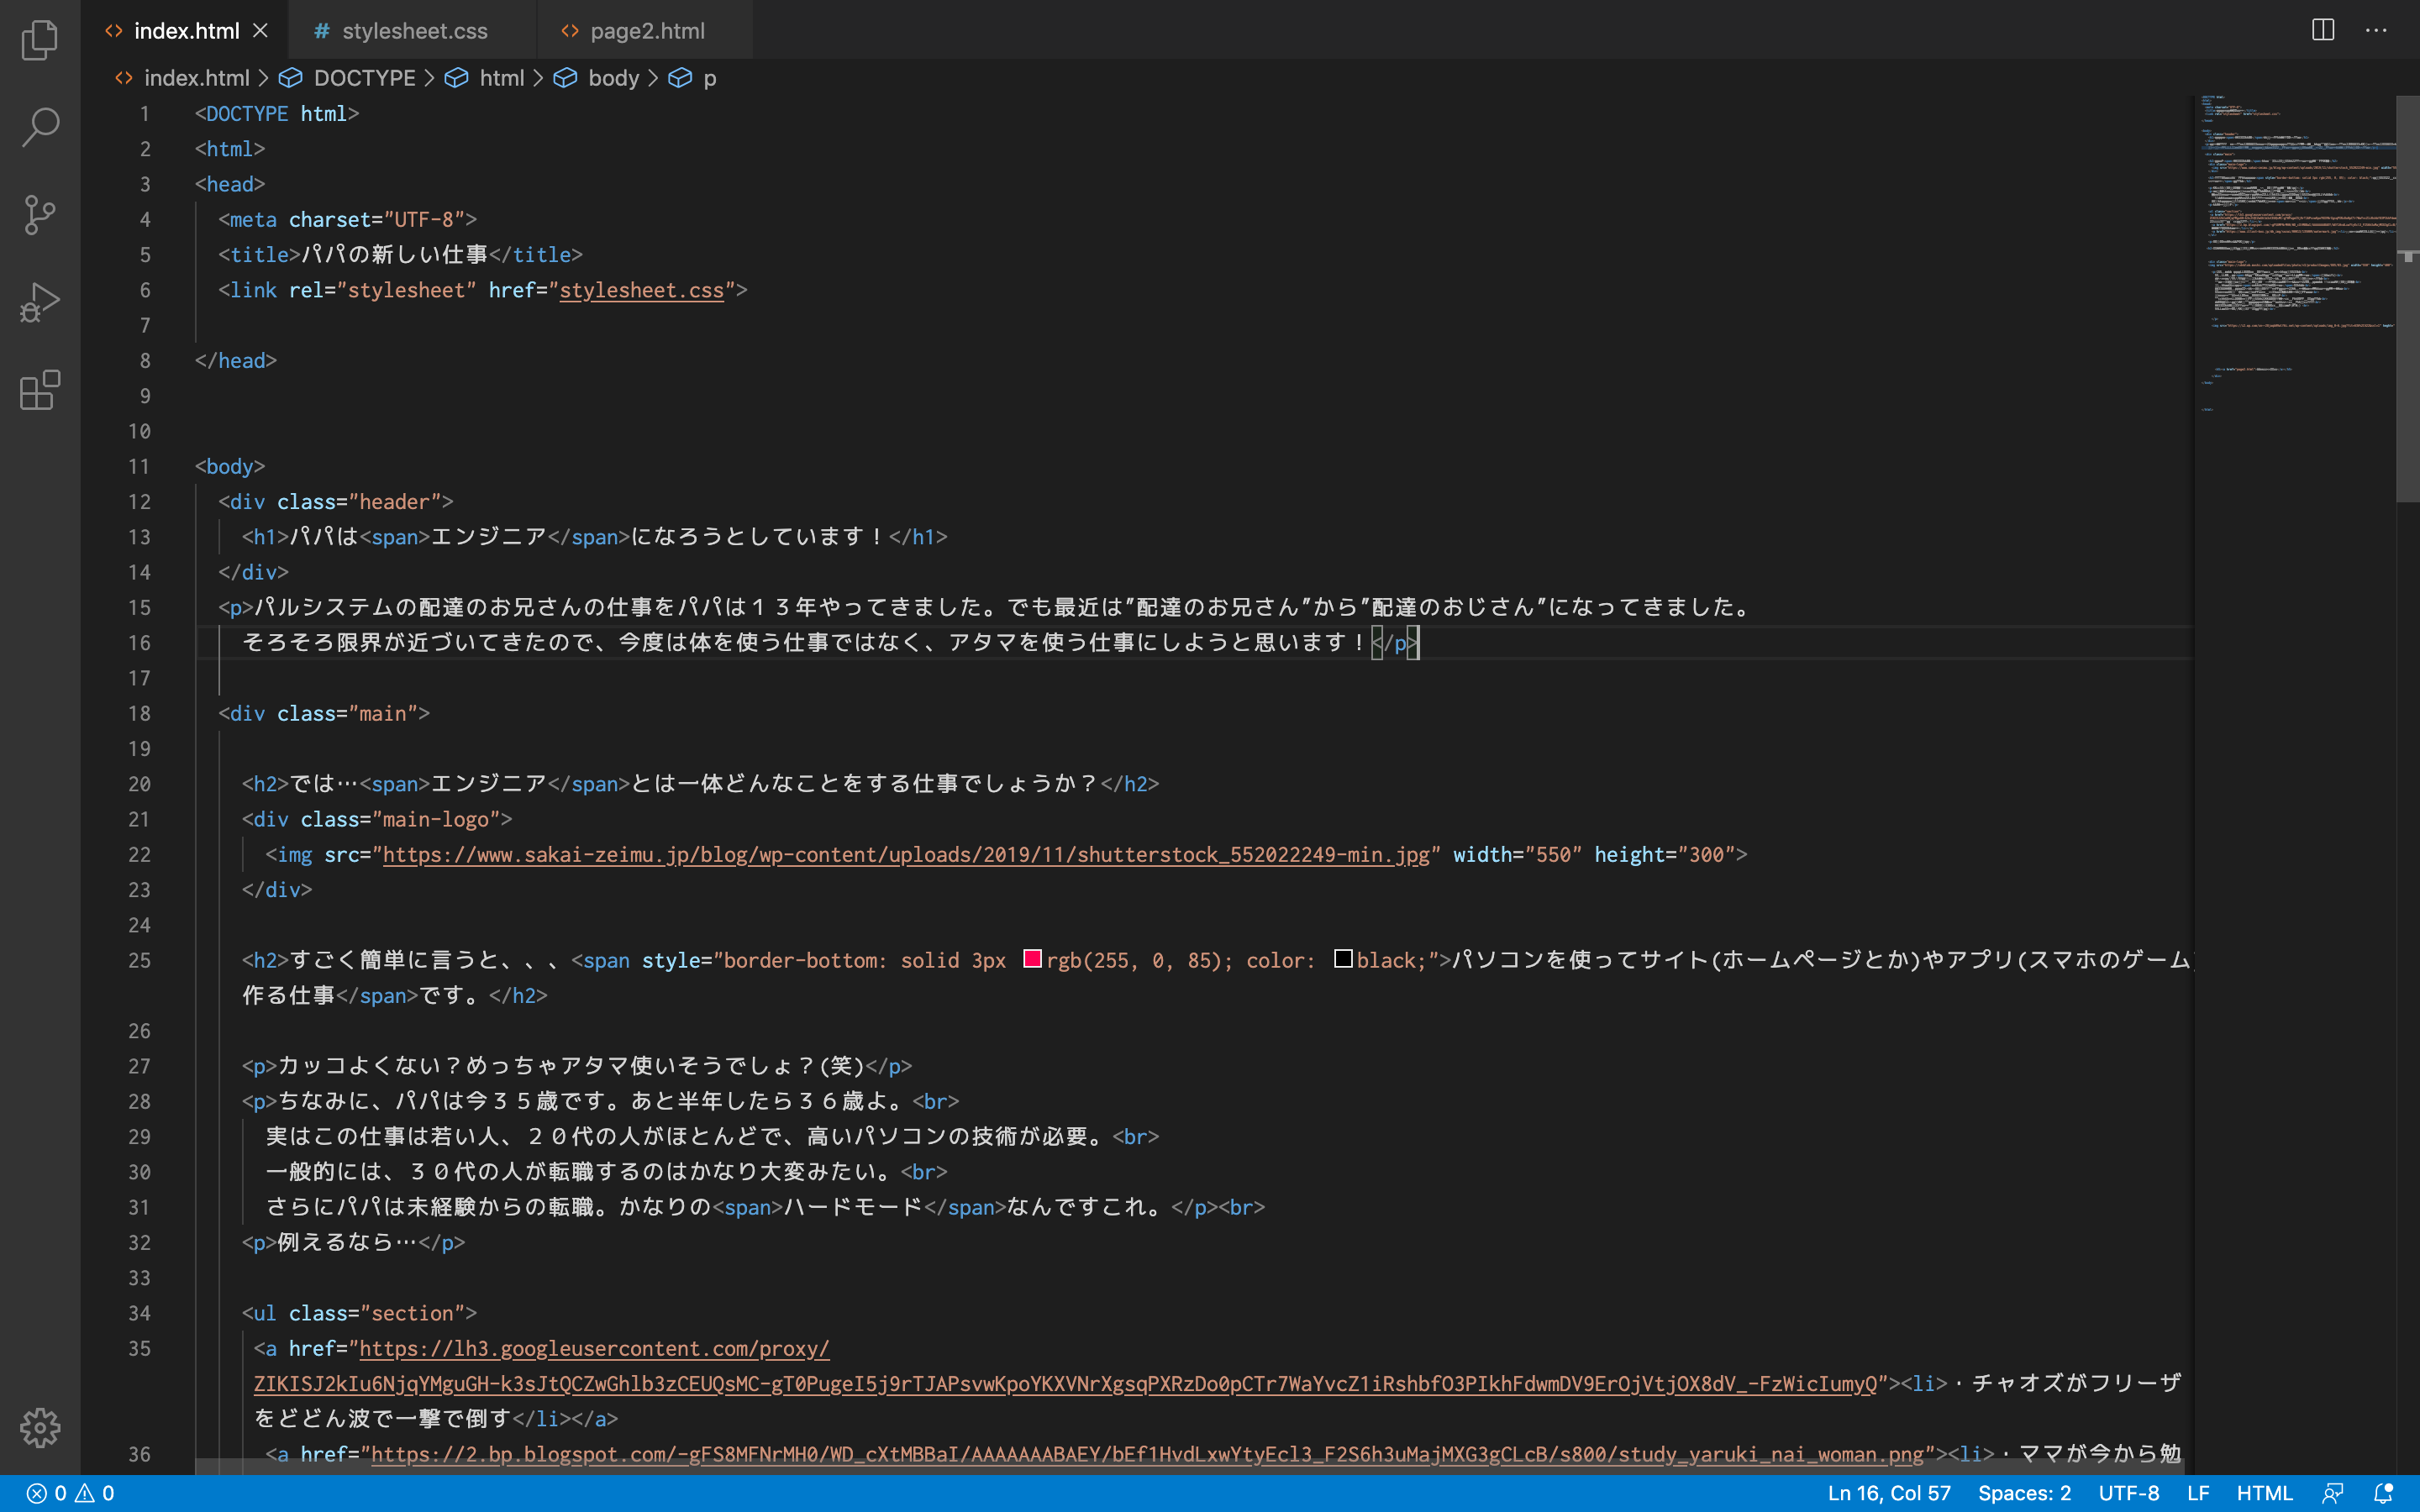 index.html
stylesheet.css
page2.html
index.html > DOCTYPE > html > body > p
1 <DOCTYPE html>
2 <html>
3 <head>
4 <meta charset="UTF-8">
5 <title>パパの新しい仕事</title>
6 <link rel="stylesheet" href="stylesheet.css">
7
8 </head>
9
10
11 <body>
12 <div class="header">
13 <h1>パパは<span>エンジニア</span>になろうとしています！</h1>
14 </div>
15 <p>パルシステムの配達のお兄さんの仕事をパパは１３年やってきました。でも最近は”配達のお兄さん”から”配達のおじさん”になってきました。
16 そろそろ限界が近づいてきたので、今度は体を使う仕事ではなく、アタマを使う仕事にしようと思います！</p>
17
18 <div class="main">
19
20 <h2>では…<span>エンジニア</span>とは一体どんなことをする仕事でしょうか？</h2>
21 <div class="main-logo">
22 <img src="https://www.sakai-zeimu.jp/blog/wp-content/uploads/2019/11/shutterstock_552022249-min.jpg" width="550" height="300">
23 </div>
24
25 <h2>すごく簡単に言うと、、、<span style="border-bottom: solid 3px rgb(255, 0, 85); color: black;">パソコンを使ってサイト(ホームページとか)やアプリ(スマホのゲーム
作る仕事</span>です。</h2>
26
27 <p>カッコよくない？めっちゃアタマ使いそうでしょ？(笑)</p>
28 <p>ちなみに、パパは今３５歳です。あと半年したら３６歳よ。<br>
29 実はこの仕事は若い人、２０代の人がほとんどで、高いパソコンの技術が必要。<br>
30 一般的には、３０代の人が転職するのはかなり大変みたい。<br>
31 さらにパパは未経験からの転職。かなりの<span>ハードモード</span>なんですこれ。</p><br>
32 <p>例えるなら…</p>
33
34 <ul class="section">
35 <a href="https://lh3.googleusercontent.com/proxy/
ZIKISJ2kIu6NjqYMguGH-k3sJtQCZwGhlb3zCEUQsMC-gT0PugeI5j9rTJAPsvwKpoYKXVNrXgsqPXRzDo0pCTr7WaYvcZ1iRshbfO3PIkhFdwmDV9ErOjVtjOX8dV_-FzWicIumyQ"><li>・チャオズがフリーザ
をどどん波で一撃で倒す</li></a>
36 <a href="https://2.bp.blogspot.com/-gFS8MFNrMH0/WD_cXtMBBaI/AAAAAAABAEY/bEf1HvdLxwYtyEcl3_F2S6h3uMajMXG3gCLcB/s800/study_yaruki_nai_woman.png"><li>・ママが今から勉
0 0
Ln 16, Col 57 Spaces: 2 UTF-8 LF HTML